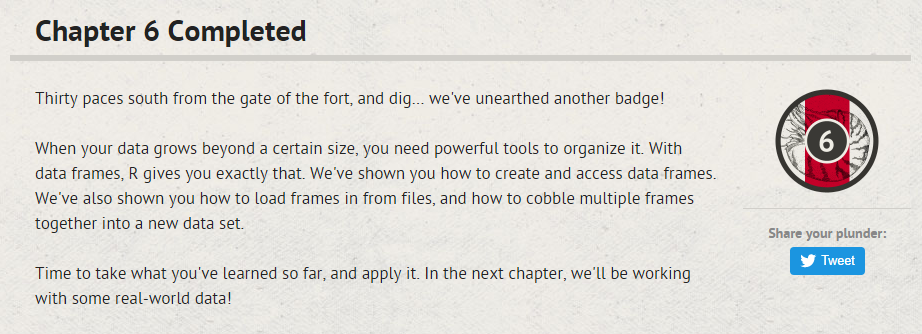 Chapter 6 Completed
Thirty paces south from the gate of the fort, and dig... we've unearthed another badge!
When your data grows beyond a certain size, you need powerful tools to organize it. With
data frames, R gives you exactly that. We've shown you how to create and access data frames.
We've also shown you how to load frames in from files, and how to cobble multiple frames
together into a new data set.
Time to take what you've learned so far, and apply it. In the next chapter, we'll be working
with some real-world data!
6
Share your plunder:
Tweet